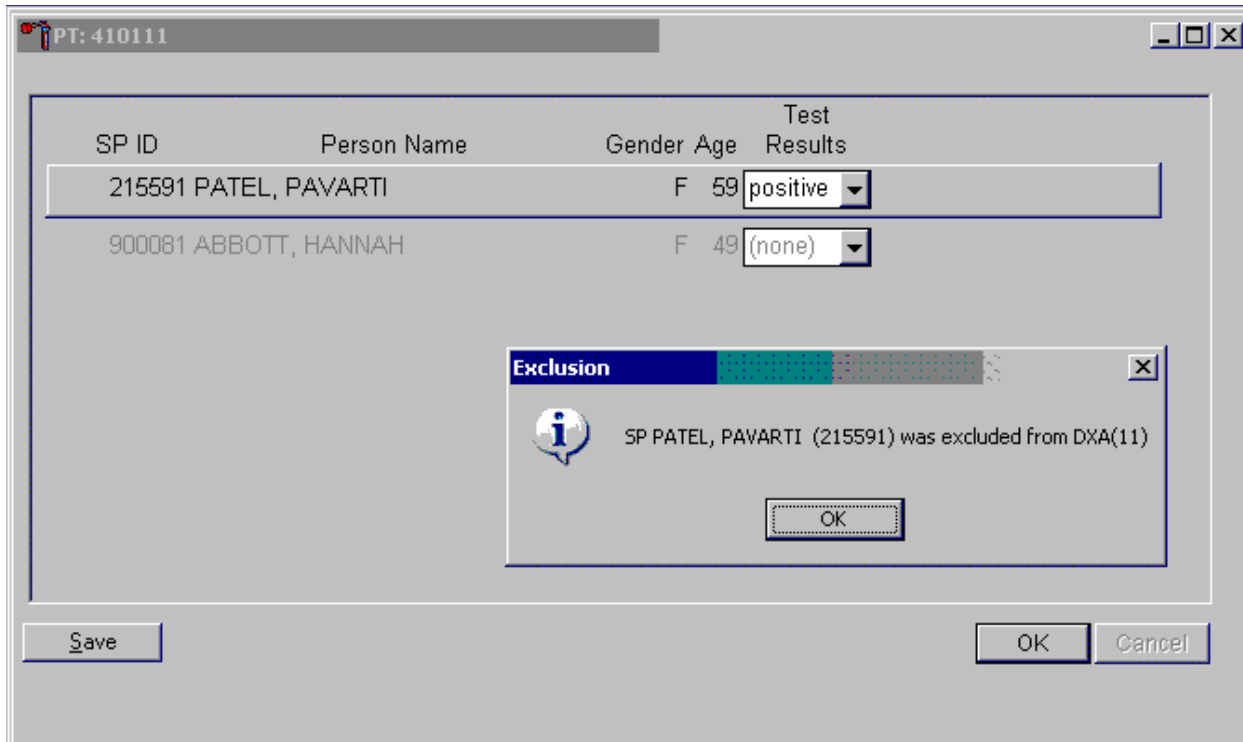 PT: 410111
Test
SP ID Person Name Gender Age Results
215591 PATEL, PAVARTI F 59 positive
900081 ABBOTT, HANNAH F 49 (none)
Exclusion
SP PATEL, PAVARTI (215591) was excluded from DXA(11)
OK
Save OK Cancel